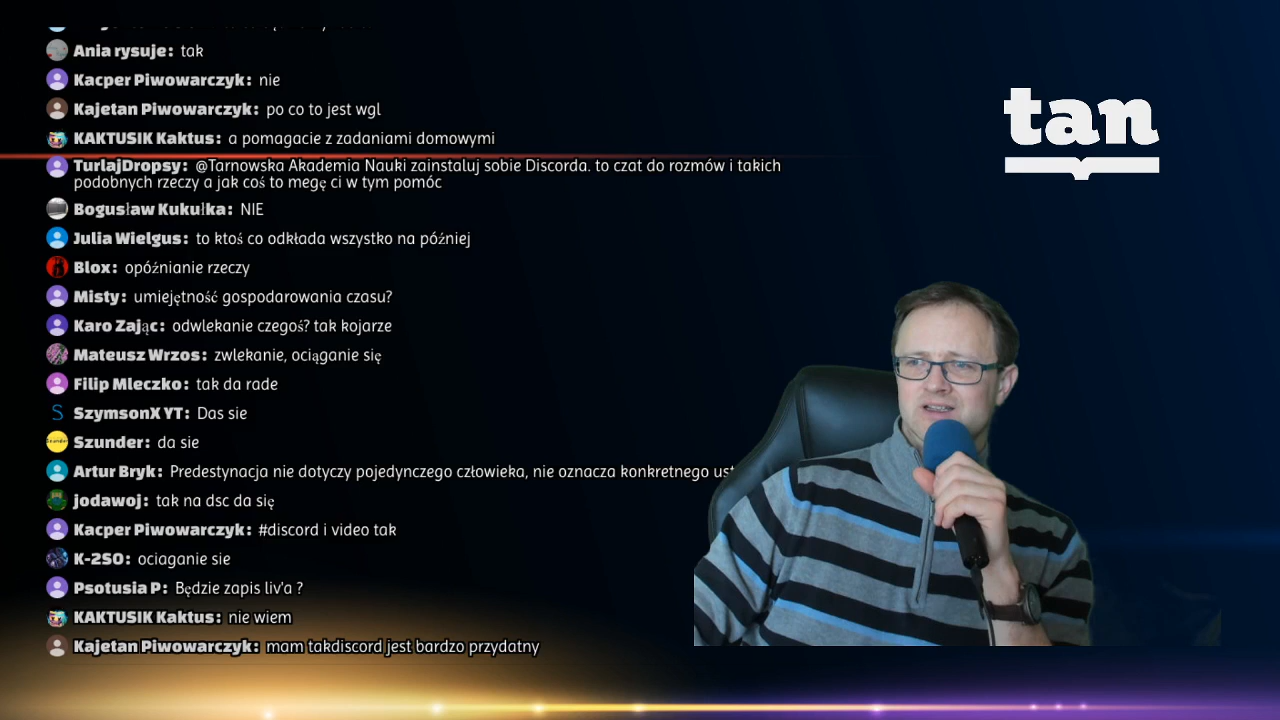 Ania rysuje: tak
Kacper Piwowarczyk: nie
Kajetan Piwowarczyk: po co to jest wgl
KAKTUSIK Kaktus: a pomagacie z zadaniami domowymi
TurlajDropsy: @Tarnowska Akademia Nauki zainstaluj sobie Discorda. to czat do rozmów i takich
podobnych rzeczy a jak coś to megę ci w tym pomóc
Bogusław Kukułka: NIE
Julia Wielgus: to ktoś co odkłada wszystko na później
Blox: opóźnianie rzeczy
Misty: umiejętność gospodarowania czasu?
Karo Zając: odwlekanie czegoś? tak kojarze
Mateusz Wrzos: zwlekanie, ociąganie się
Filip Mleczko: tak da rade
SzymsonX YT: Das sie
Szunder: da sie
Artur Bryk: Predestynacja nie dotyczy pojedynczego człowieka, nie oznacza konkretnego
jodawoj: tak na dsc da się
Kacper Piwowarczyk: #discord i video tak
K-2SO: ociaganie sie
Psotusia P: Będzie zapis liv'a ?
KAKTUSIK Kaktus: nie wiem
Kajetan Piwowarczyk: mam takdiscord jest bardzo przydatny
tan